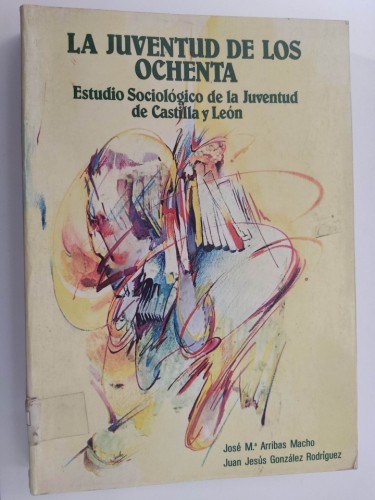 LA JUVENTUD DE LOS
OCHENTA
Estudio Sociológico de la Juventud
de Castilla y León
José M.ª Arribas Macho
Juan Jesús González Rodríguez